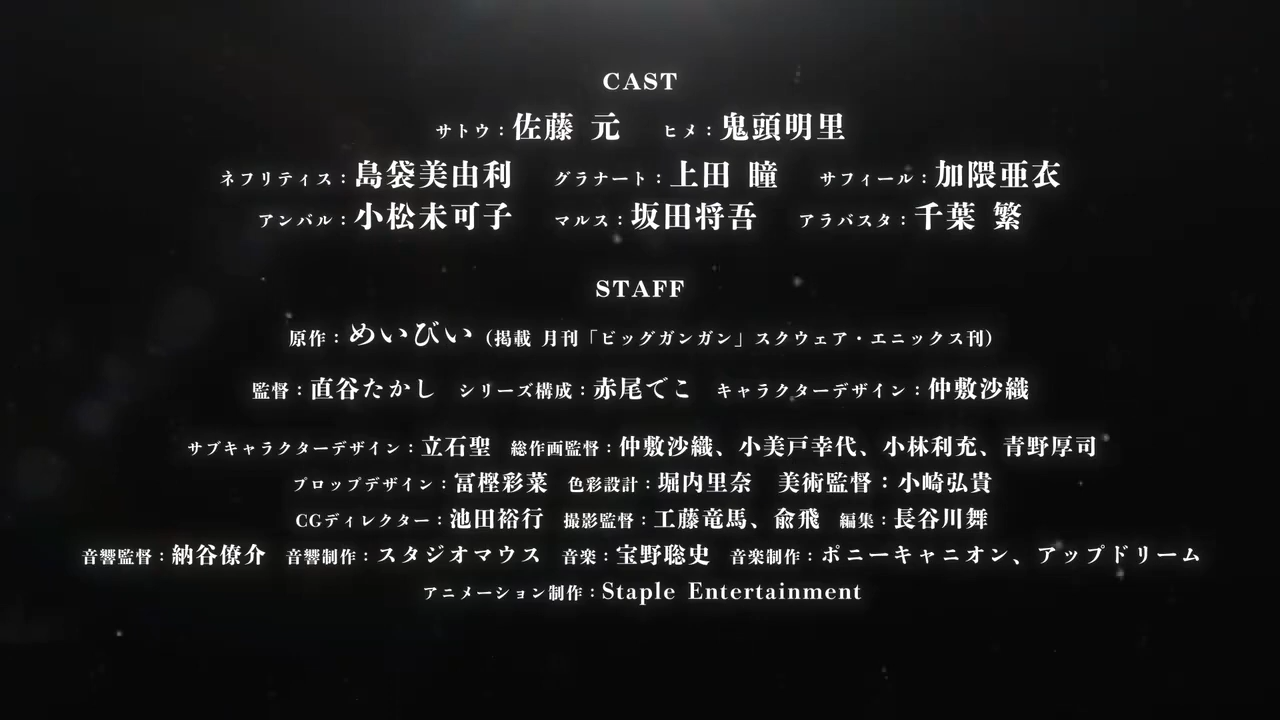 CAST
サトウ：佐藤 元　ヒメ：鬼頭明里
ネフリティス：島袋美由利　グラナート：上田 瞳　サフィール：加隈亜衣
アンバル：小松未可子　マルス：坂田将吾　アラバスタ：千葉 繁
STAFF
原作：めいびい（掲載 月刊「ビッグガンガン」スクウェア・エニックス刊）
監督：直谷たかし　シリーズ構成：赤尾でこ　キャラクターデザイン：仲敷沙織
サブキャラクターデザイン：立石聖　総作画監督：仲敷沙織、小美戸幸代、小林利充、青野厚司
プロップデザイン：冨樫彩菜　色彩設計：堀内里奈　美術監督：小崎弘貴
CGディレクター：池田裕行　撮影監督：工藤竜馬、兪飛　編集：長谷川舞
音響監督：納谷僚介　音響制作：スタジオマウス　音楽：宝野聡史　音楽制作：ポニーキャニオン、アップドリーム
アニメーション制作：Staple Entertainment